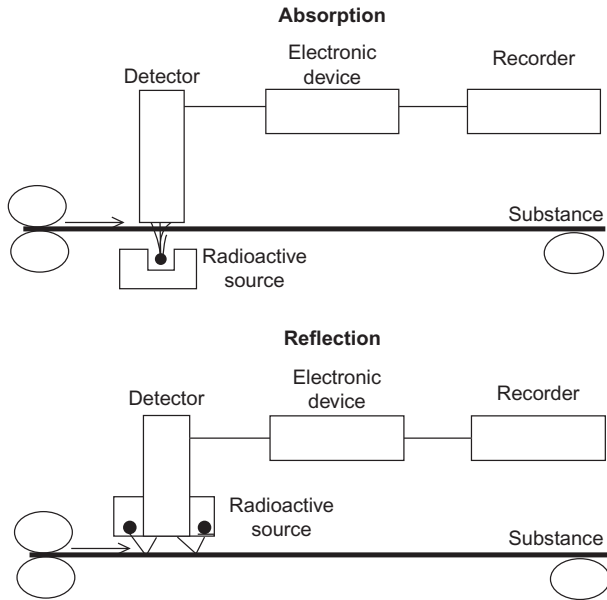 Absorption
Detector
Electronic
device
Recorder
Substance
Radioactive
source
Reflection
Detector
Electronic
device
Recorder
Radioactive
source
Substance